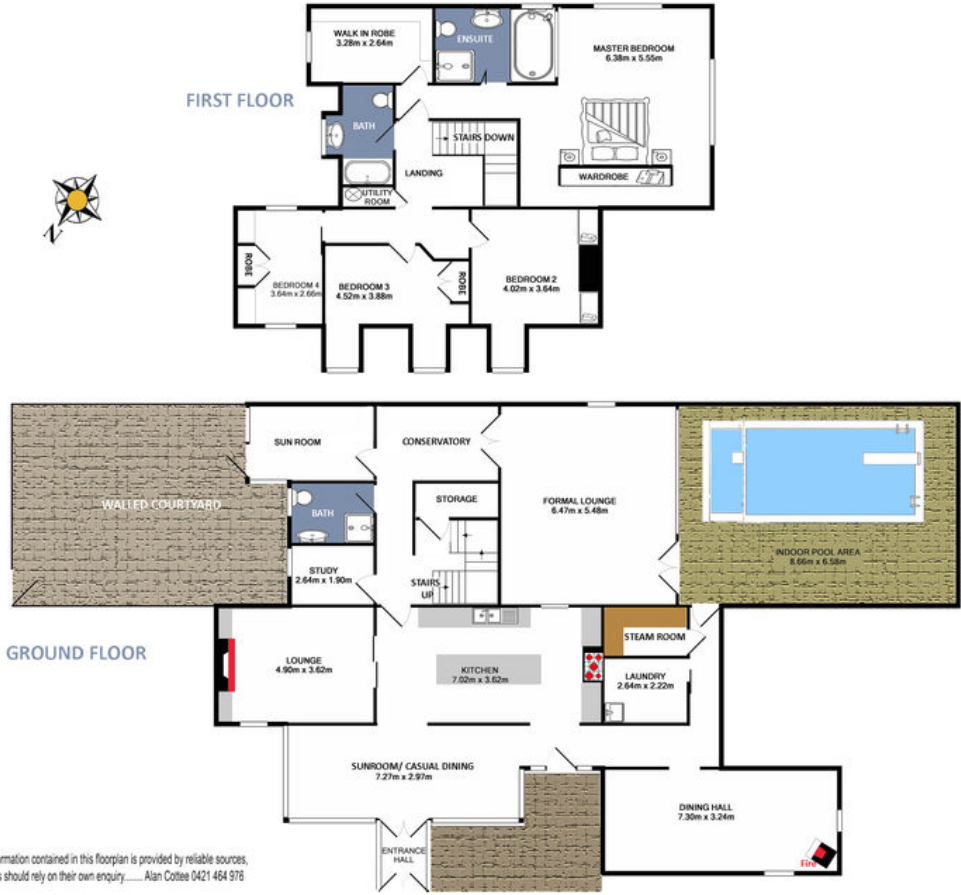 WALK IN ROBE
3.28m x 2.64m
ENSUITE
MASTER BEDROOM
6.38m x 5.55m
FIRST FLOOR
BATH
STAIRS DOWN
LANDING
WARDROBE
UTILITY
ROOM
N
ROBE
BEDROOM 4
3.64m x 2.66m
BEDROOM 3
4.52m x 3.88m
ROBE
BEDROOM 2
4.02m x 3.64m
SUN ROOM
CONSERVATORY
WALLED COURTYARD
STORAGE
FORMAL LOUNGE
6.47m x 5.48m
BATH
INDOOR POOL AREA
8.66m x 6.58m
STUDY
2.64m x 1.90m
STAIRS
UP
GROUND FLOOR
LOUNGE
4.90m x 3.62m
KITCHEN
7.02m x 3.62m
STEAM ROOM
LAUNDRY
2.64m x 2.22m
SUNROOM/ CASUAL DINING
7.27m x 2.97m
DINING HALL
7.30m x 3.24m
ENTRANCE
HALL
Fire
rmation contained in this floorplan is provided by reliable sources,
s should rely on their own enquiry........ Alan Cottee 0421 464 976